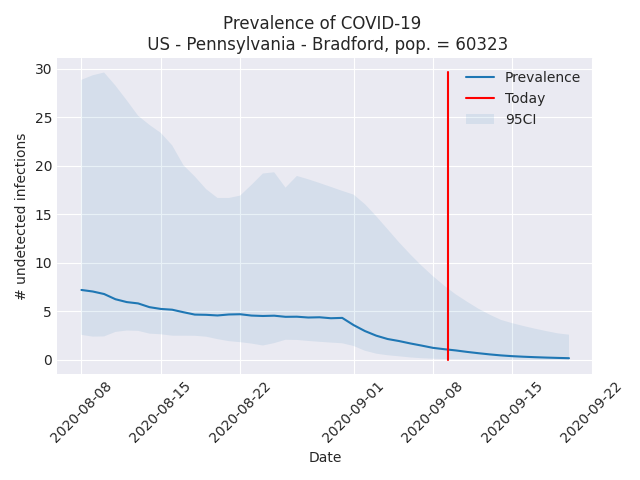 Prevalence of COVID-19
US - Pennsylvania - Bradford, pop. = 60323
# undetected infections
30
25
20
15
10
5
0
Prevalence
Today
95CI
2020-08-08
2020-08-15
2020-08-22
2020-09-01
2020-09-08
2020-09-15
2020-09-22
Date